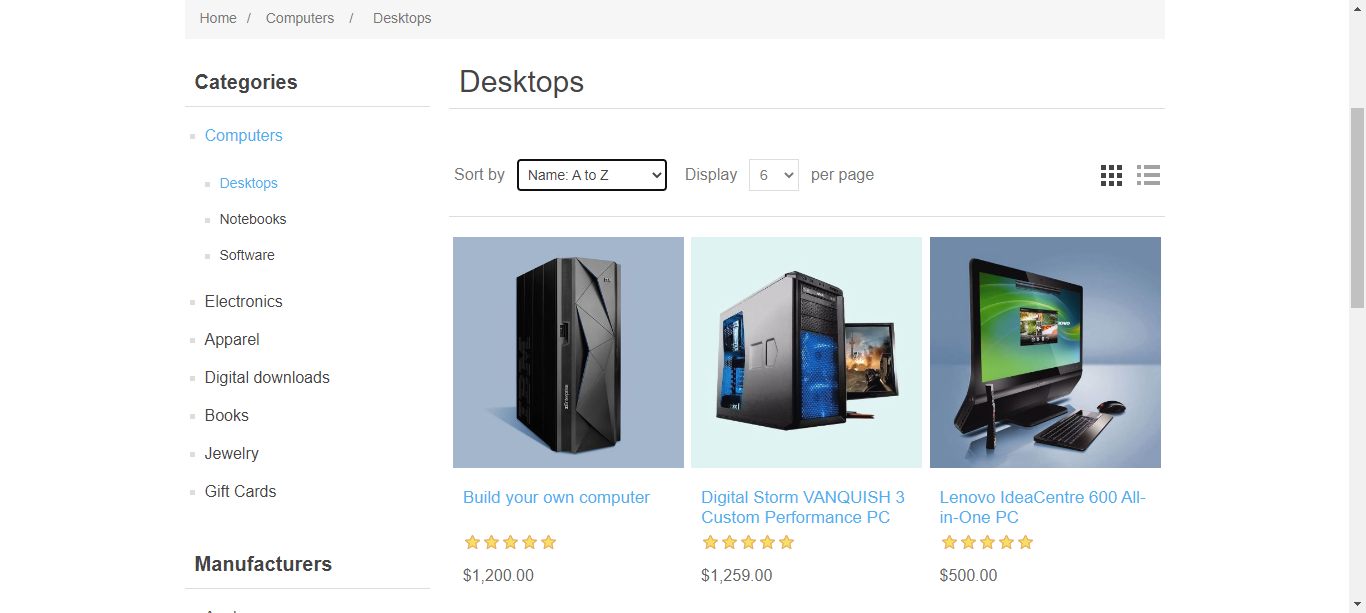 Home / Computers / Desktops
Categories
Computers
Desktops
Notebooks
Software
Electronics
Apparel
Digital downloads
Books
Jewelry
Gift Cards
Manufacturers
Desktops
Sort by Name: A to Z Display 6 per page
Build your own computer
$1,200.00
Digital Storm VANQUISH 3
Custom Performance PC
$1,259.00
Lenovo IdeaCentre 600 All-
in-One PC
$500.00